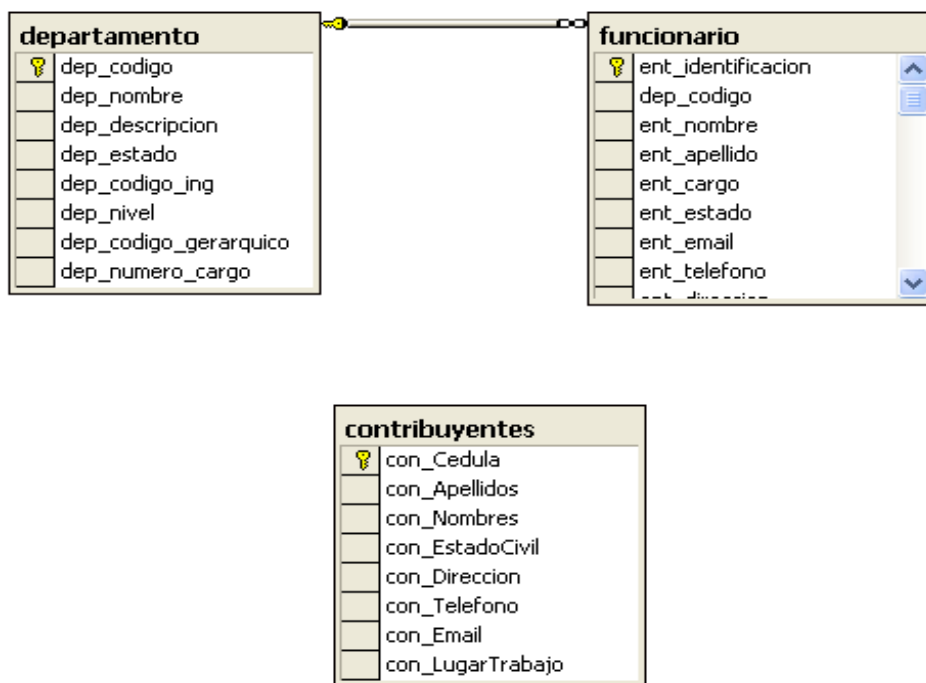 departamento
dep_codigo
dep_nombre
dep_descripcion
dep_estado
dep_codigo_ing
dep_nivel
dep_codigo_gerarquico
dep_numero_cargo
funcionario
ent_identificacion
dep_codigo
ent_nombre
ent_apellido
ent_cargo
ent_estado
ent_email
ent_telefono
contribuyentes
con_Cedula
con_Apellidos
con_Nombres
con_EstadoCivil
con_Direccion
con_Telefono
con_Email
con_LugarTrabajo